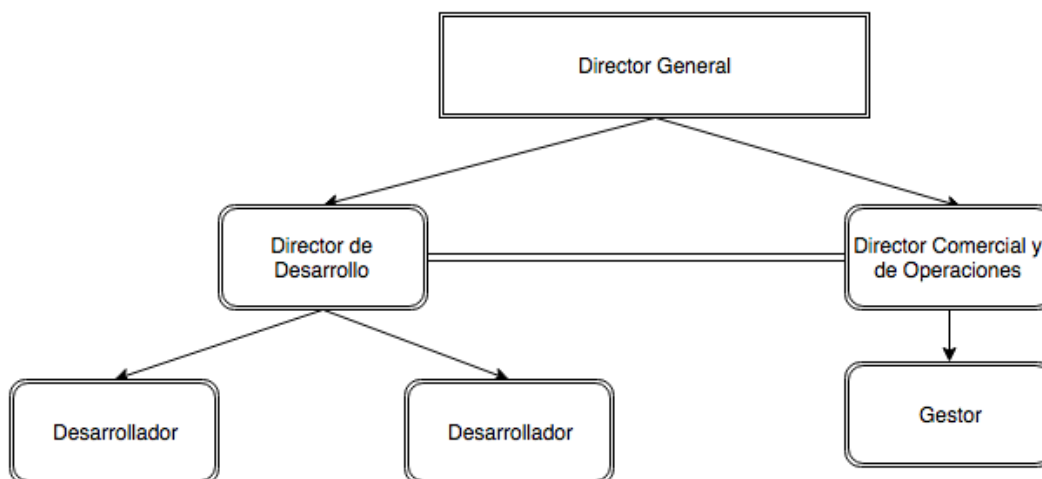 Director General
Director de
Desarrollo
Director Comercial y
de Operaciones
Desarrollador
Desarrollador
Gestor